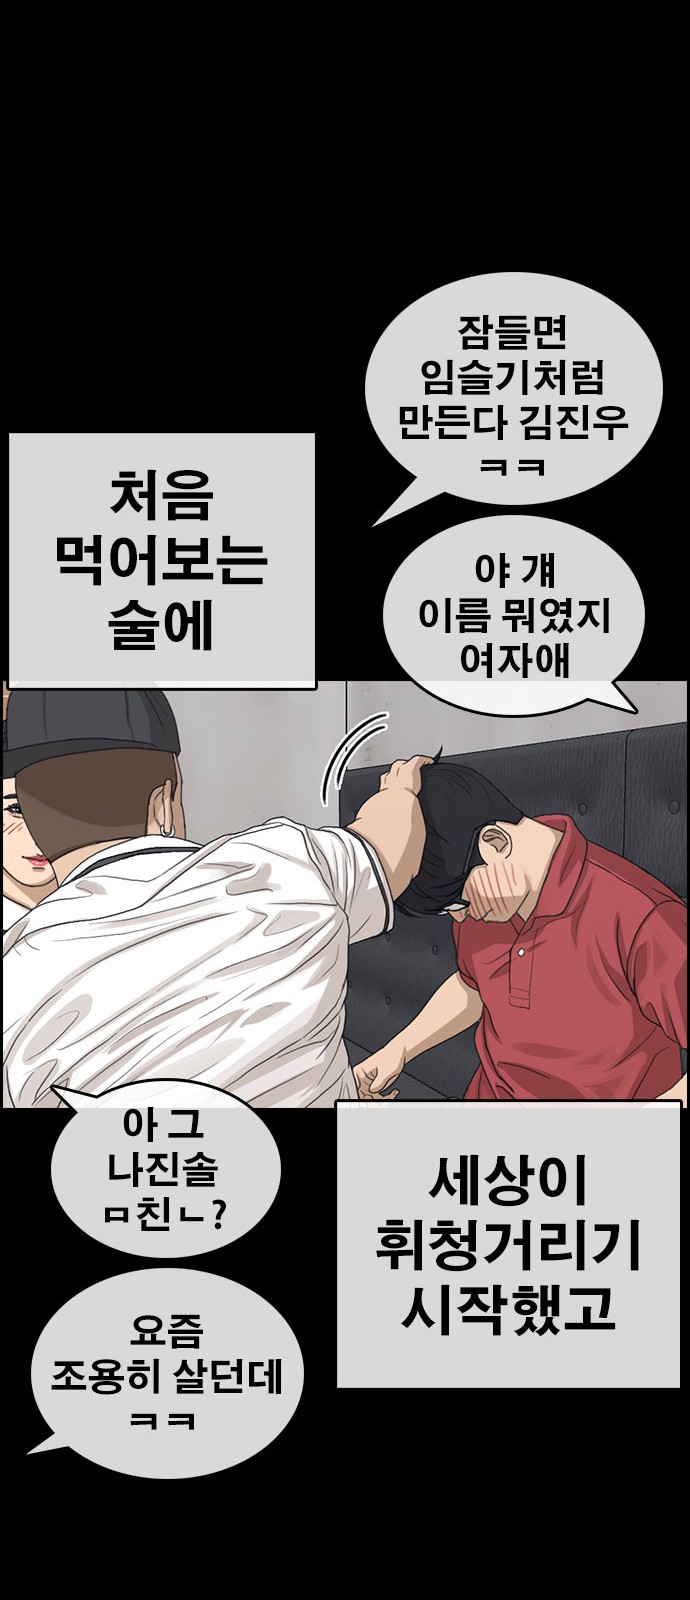 잠들면
임슬기처럼
만든다 김진우
ㅋㅋ
처음
먹어보는
술에
야 걔
이름 뭐였지
여자애
아 그
나진솔
ㅁ친ㄴ?
세상이
휘청거리기
시작했고
요즘
조용히 살던데
ㅋㅋ